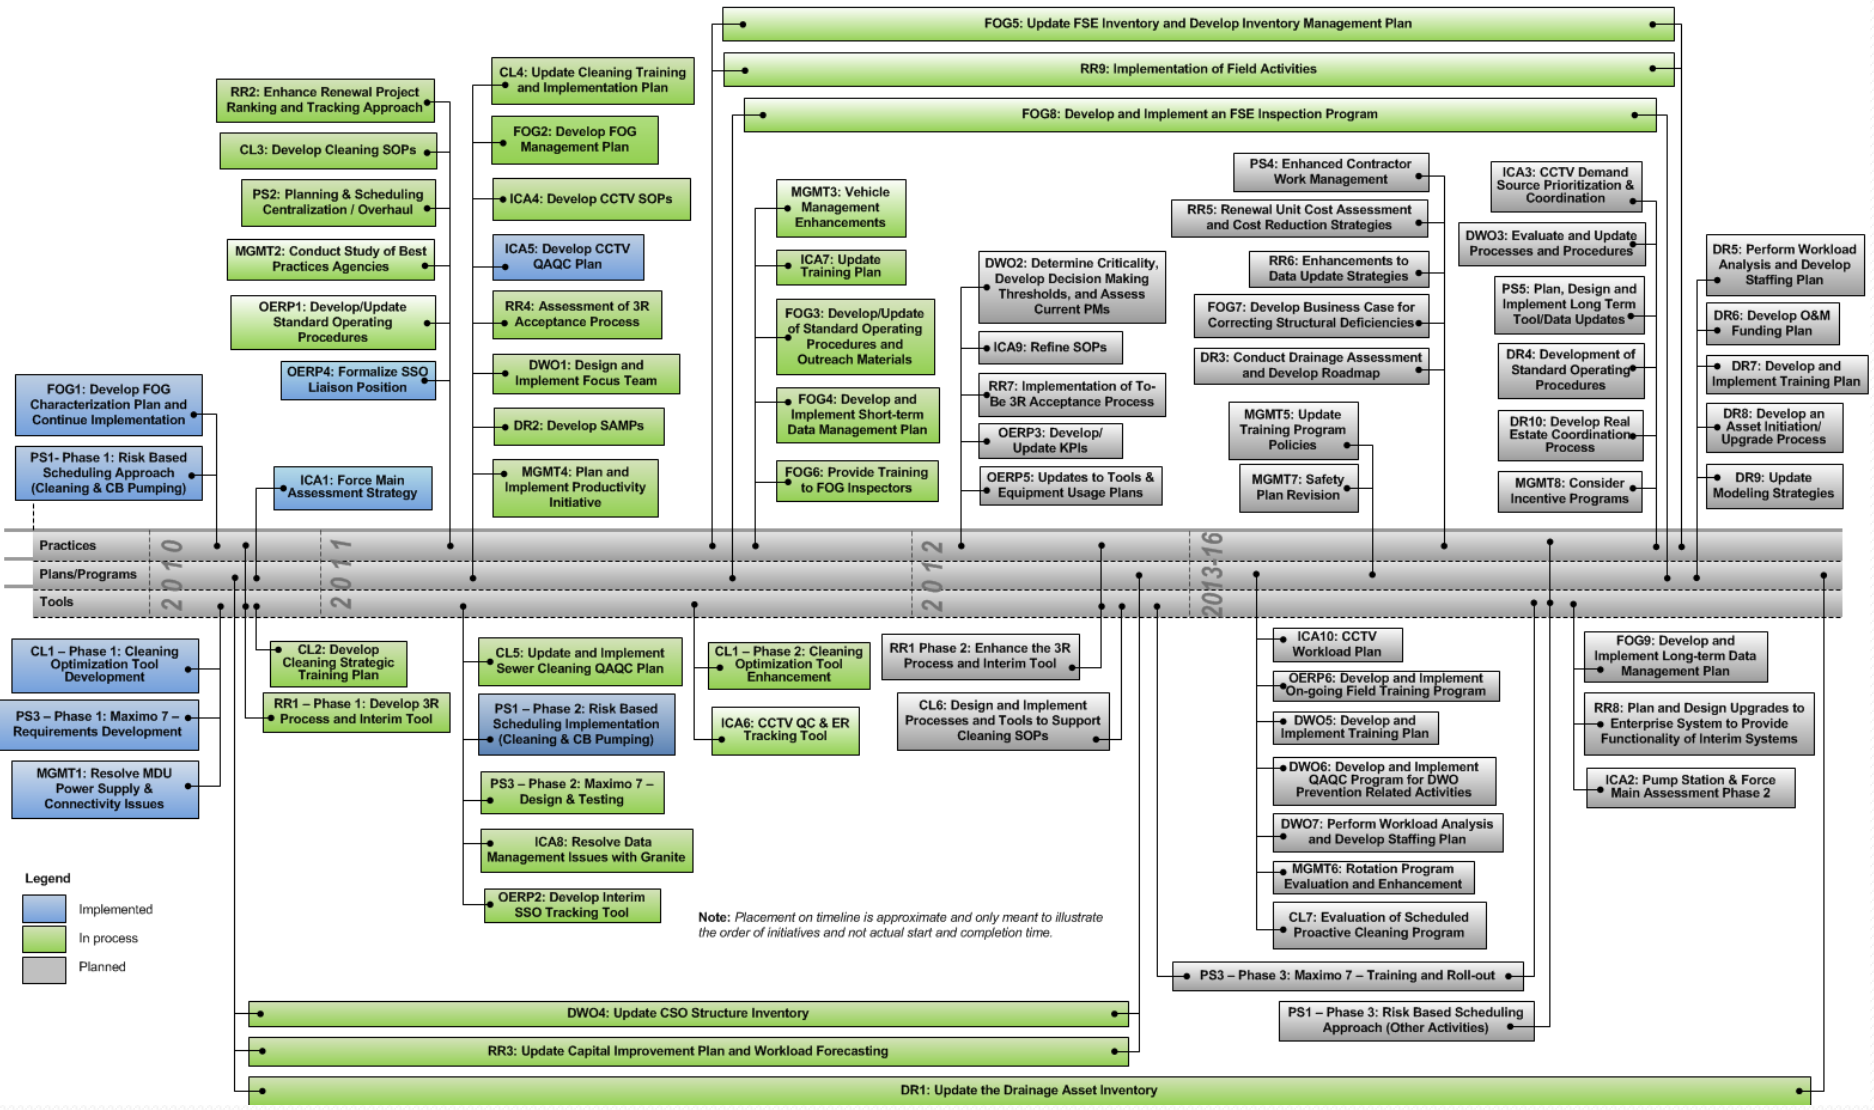 FOG5: Update FSE Inventory and Develop Inventory Management Plan
RR9: Implementation of Field Activities
FOG8: Develop and Implement an FSE Inspection Program
RR2: Enhance Renewal Project
Ranking and Tracking Approach
CL3: Develop Cleaning SOPs
PS2: Planning & Scheduling
Centralization / Overhaul
MGMT2: Conduct Study of Best
Practices Agencies
OERP1: Develop/Update
Standard Operating
Procedures
OERP4: Formalize SSO
Liaison Position
FOG1: Develop FOG
Characterization Plan and
Continue Implementation
PS1- Phase 1: Risk Based
Scheduling Approach
(Cleaning & CB Pumping)
ICA1: Force Main
Assessment Strategy
CL4: Update Cleaning Training
and Implementation Plan
FOG2: Develop FOG
Management Plan
ICA4: Develop CCTV SOPs
ICA5: Develop CCTV
QAQC Plan
RR4: Assessment of 3R
Acceptance Process
DWO1: Design and
Implement Focus Team
DR2: Develop SAMPs
MGMT4: Plan and
Implement Productivity
Initiative
MGMT3: Vehicle
Management
Enhancements
ICA7: Update
Training Plan
FOG3: Develop/Update
of Standard Operating
Procedures and
Outreach Materials
FOG4: Develop and
Implement Short-term
Data Management Plan
FOG6: Provide Training
to FOG Inspectors
DWO2: Determine Criticality,
Develop Decision Making
Thresholds, and Assess
Current PMs
ICA9: Refine SOPs
RR7: Implementation of To-
Be 3R Acceptance Process
OERP3: Develop/
Update KPIs
OERP5: Updates to Tools &
Equipment Usage Plans
PS4: Enhanced Contractor
Work Management
RR5: Renewal Unit Cost Assessment
and Cost Reduction Strategies
RR6: Enhancements to
Data Update Strategies
FOG7: Develop Business Case for
Correcting Structural Deficiencies
DR3: Conduct Drainage Assessment
and Develop Roadmap
MGMT5: Update
Training Program
Policies
MGMT7: Safety
Plan Revision
ICA3: CCTV Demand
Source Prioritization &
Coordination
DWO3: Evaluate and Update
Processes and Procedures
PS5: Plan, Design and
Implement Long Term
Tool/Data Updates
DR4: Development of
Standard Operating
Procedures
DR10: Develop Real
Estate Coordination
Process
MGMT8: Consider
Incentive Programs
DR5: Perform Workload
Analysis and Develop
Staffing Plan
DR6: Develop O&M
Funding Plan
DR7: Develop and
Implement Training Plan
DR8: Develop an
Asset Initiation/
Upgrade Process
DR9: Update
Modeling Strategies
Practices
Plans/Programs
Tools
2010
2011
2012
2013-16
CL1 – Phase 1: Cleaning
Optimization Tool
Development
PS3 – Phase 1: Maximo 7 –
Requirements Development
MGMT1: Resolve MDU
Power Supply &
Connectivity Issues
CL2: Develop
Cleaning Strategic
Training Plan
RR1 – Phase 1: Develop 3R
Process and Interim Tool
CL5: Update and Implement
Sewer Cleaning QAQC Plan
PS1 – Phase 2: Risk Based
Scheduling Implementation
(Cleaning & CB Pumping)
PS3 – Phase 2: Maximo 7 –
Design & Testing
ICA8: Resolve Data
Management Issues with Granite
OERP2: Develop Interim
SSO Tracking Tool
CL1 – Phase 2: Cleaning
Optimization Tool
Enhancement
ICA6: CCTV QC & ER
Tracking Tool
RR1 Phase 2: Enhance the 3R
Process and Interim Tool
CL6: Design and Implement
Processes and Tools to Support
Cleaning SOPs
ICA10: CCTV
Workload Plan
OERP6: Develop and Implement
On-going Field Training Program
DWO5: Develop and
Implement Training Plan
DWO6: Develop and Implement
QAQC Program for DWO
Prevention Related Activities
DWO7: Perform Workload Analysis
and Develop Staffing Plan
MGMT6: Rotation Program
Evaluation and Enhancement
CL7: Evaluation of Scheduled
Proactive Cleaning Program
PS3 – Phase 3: Maximo 7 – Training and Roll-out
PS1 – Phase 3: Risk Based Scheduling
Approach (Other Activities)
FOG9: Develop and
Implement Long-term Data
Management Plan
RR8: Plan and Design Upgrades to
Enterprise System to Provide
Functionality of Interim Systems
ICA2: Pump Station & Force
Main Assessment Phase 2
Legend
Implemented
In process
Planned
Note: Placement on timeline is approximate and only meant to illustrate
the order of initiatives and not actual start and completion time.
DWO4: Update CSO Structure Inventory
RR3: Update Capital Improvement Plan and Workload Forecasting
DR1: Update the Drainage Asset Inventory